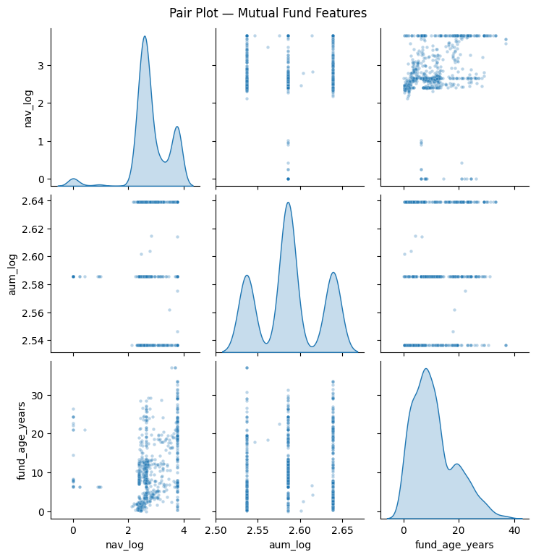 Pair Plot — Mutual Fund Features
nav_log
3
2
1
0
aum_log
2.64
2.62
2.60
2.58
2.56
2.54
fund_age_years
30
20
10
0
0 2 4
nav_log
2.50 2.55 2.60 2.65
aum_log
0 20 40
fund_age_years